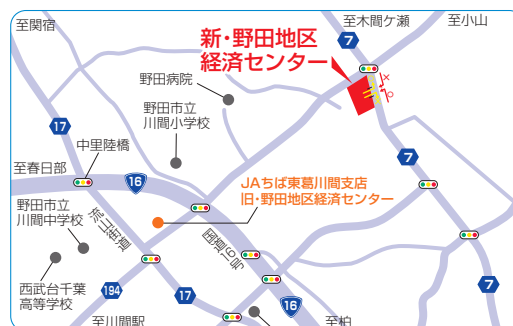 至関宿
至木間ケ瀬
至小山
7
新・野田地区
経済センター
7
野田病院
野田市立
川間小学校
17
中里陸橋
至春日部
16
7
JAちば東葛川間支店
旧・野田地区経済センター
野田市立
川間中学校
流山街道
国道16号
西武台千葉
高等学校
194
17
16
7
至川間駅
至柏